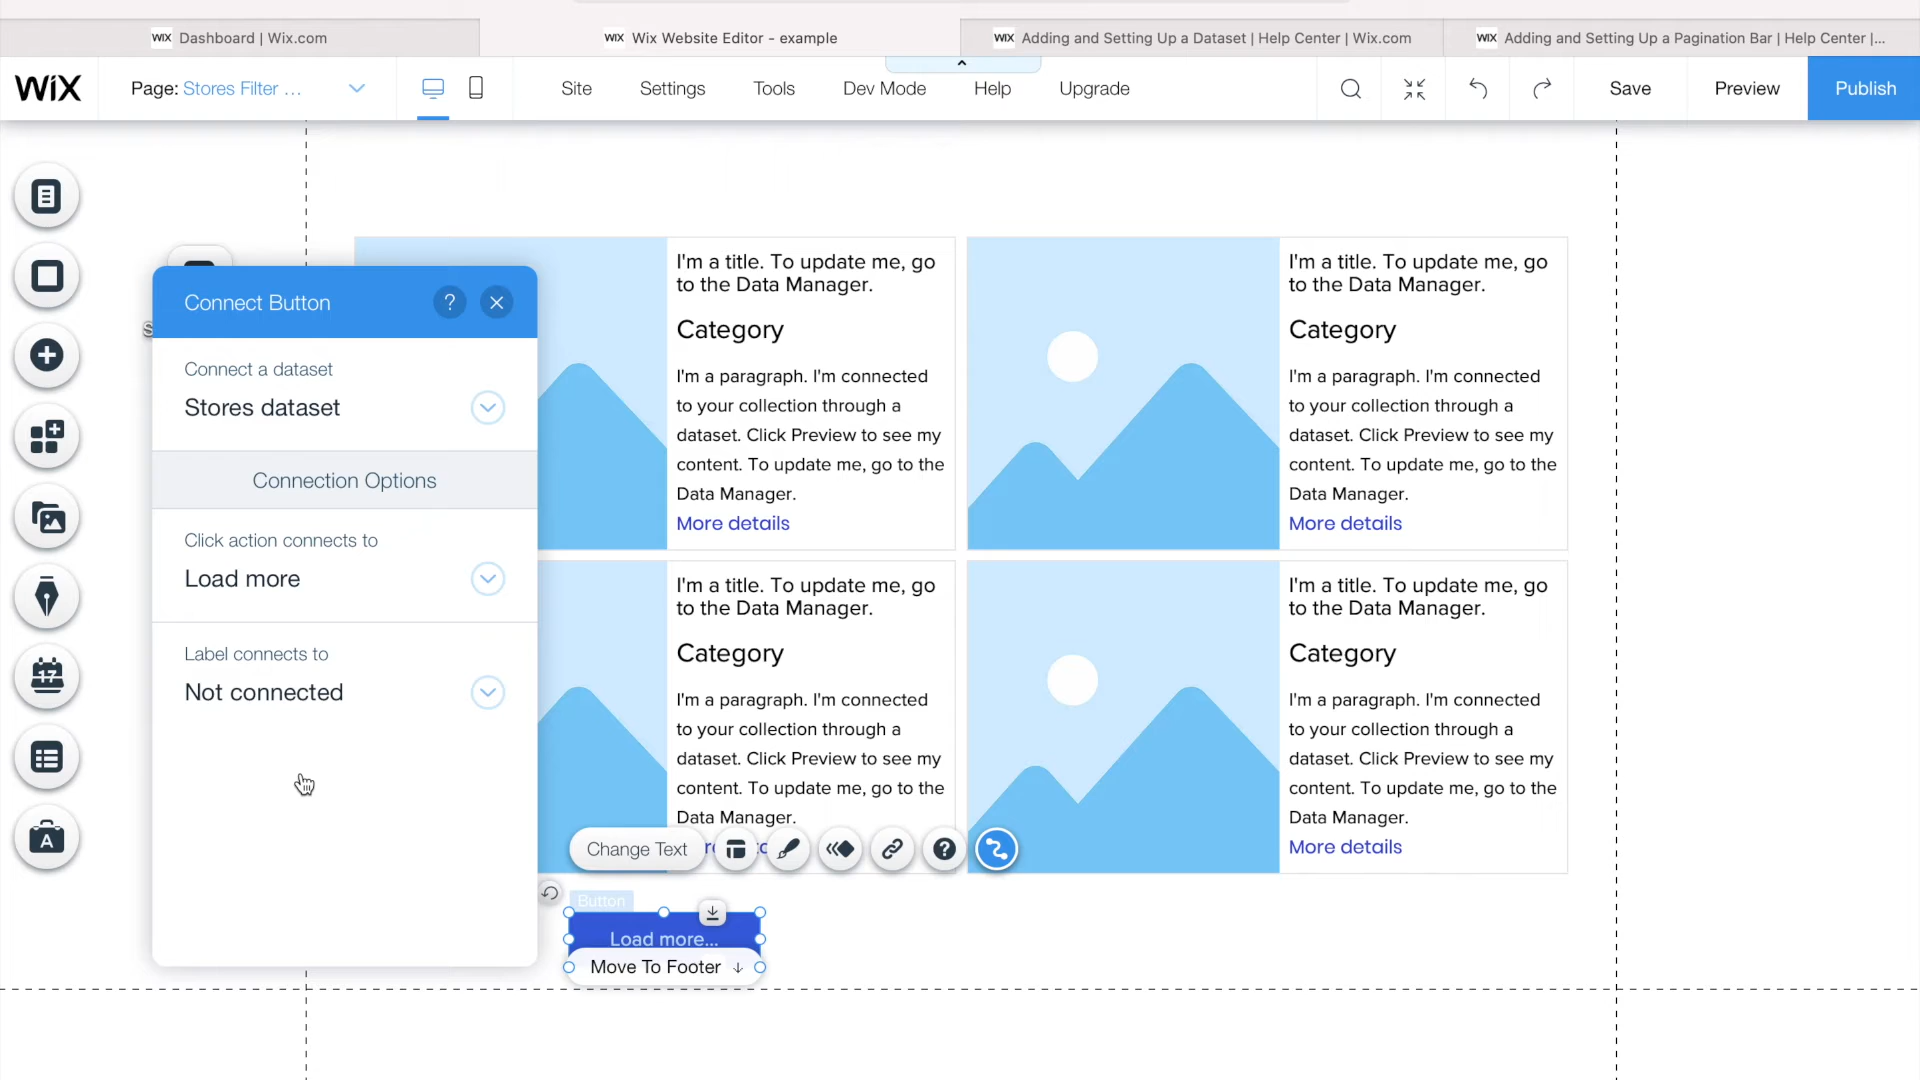 WiX Dashboard | Wix.com
WiX Wix Website Editor - example
WiX Adding and Setting Up a Dataset | Help Center | Wix.com
WiX Adding and Setting Up a Pagination Bar | Help Center |...
WiX
Page: Stores Filter ...
Site
Settings
Tools
Dev Mode
Help
Upgrade
Save
Preview
Publish
Connect Button
?
Connect a dataset
Stores dataset
Connection Options
Click action connects to
Load more
Label connects to
Not connected
17
A
S
I'm a title. To update me, go
to the Data Manager.
Category
I'm a paragraph. I'm connected
to your collection through a
dataset. Click Preview to see my
content. To update me, go to the
Data Manager.
More details
I'm a title. To update me, go
to the Data Manager.
Category
I'm a paragraph. I'm connected
to your collection through a
dataset. Click Preview to see my
content. To update me, go to the
Data Manager.
More details
I'm a title. To update me, go
to the Data Manager.
Category
I'm a paragraph. I'm connected
to your collection through a
dataset. Click Preview to see my
content. To update me, go to the
Data Manager.
I'm a title. To update me, go
to the Data Manager.
Category
I'm a paragraph. I'm connected
to your collection through a
dataset. Click Preview to see my
content. To update me, go to the
Data Manager.
More details
Change Text
?
Button
Load more...
Move To Footer